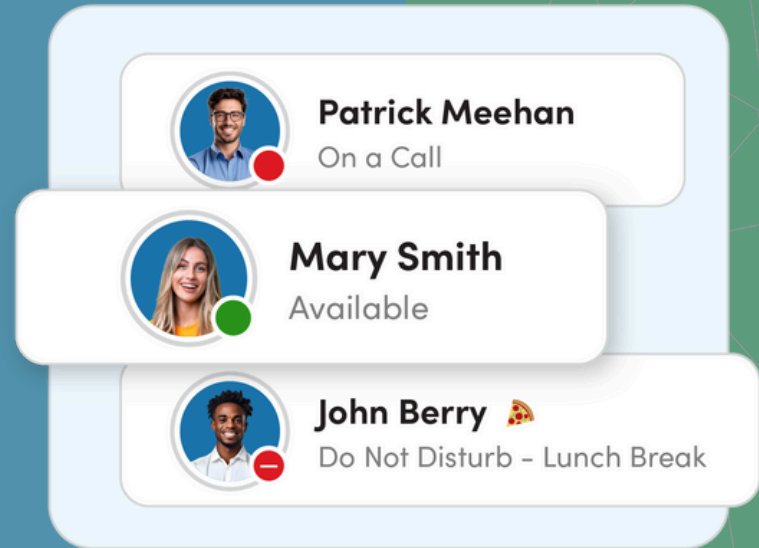 Patrick Meehan
On a Call
Mary Smith
Available
John Berry 🍕
Do Not Disturb - Lunch Break